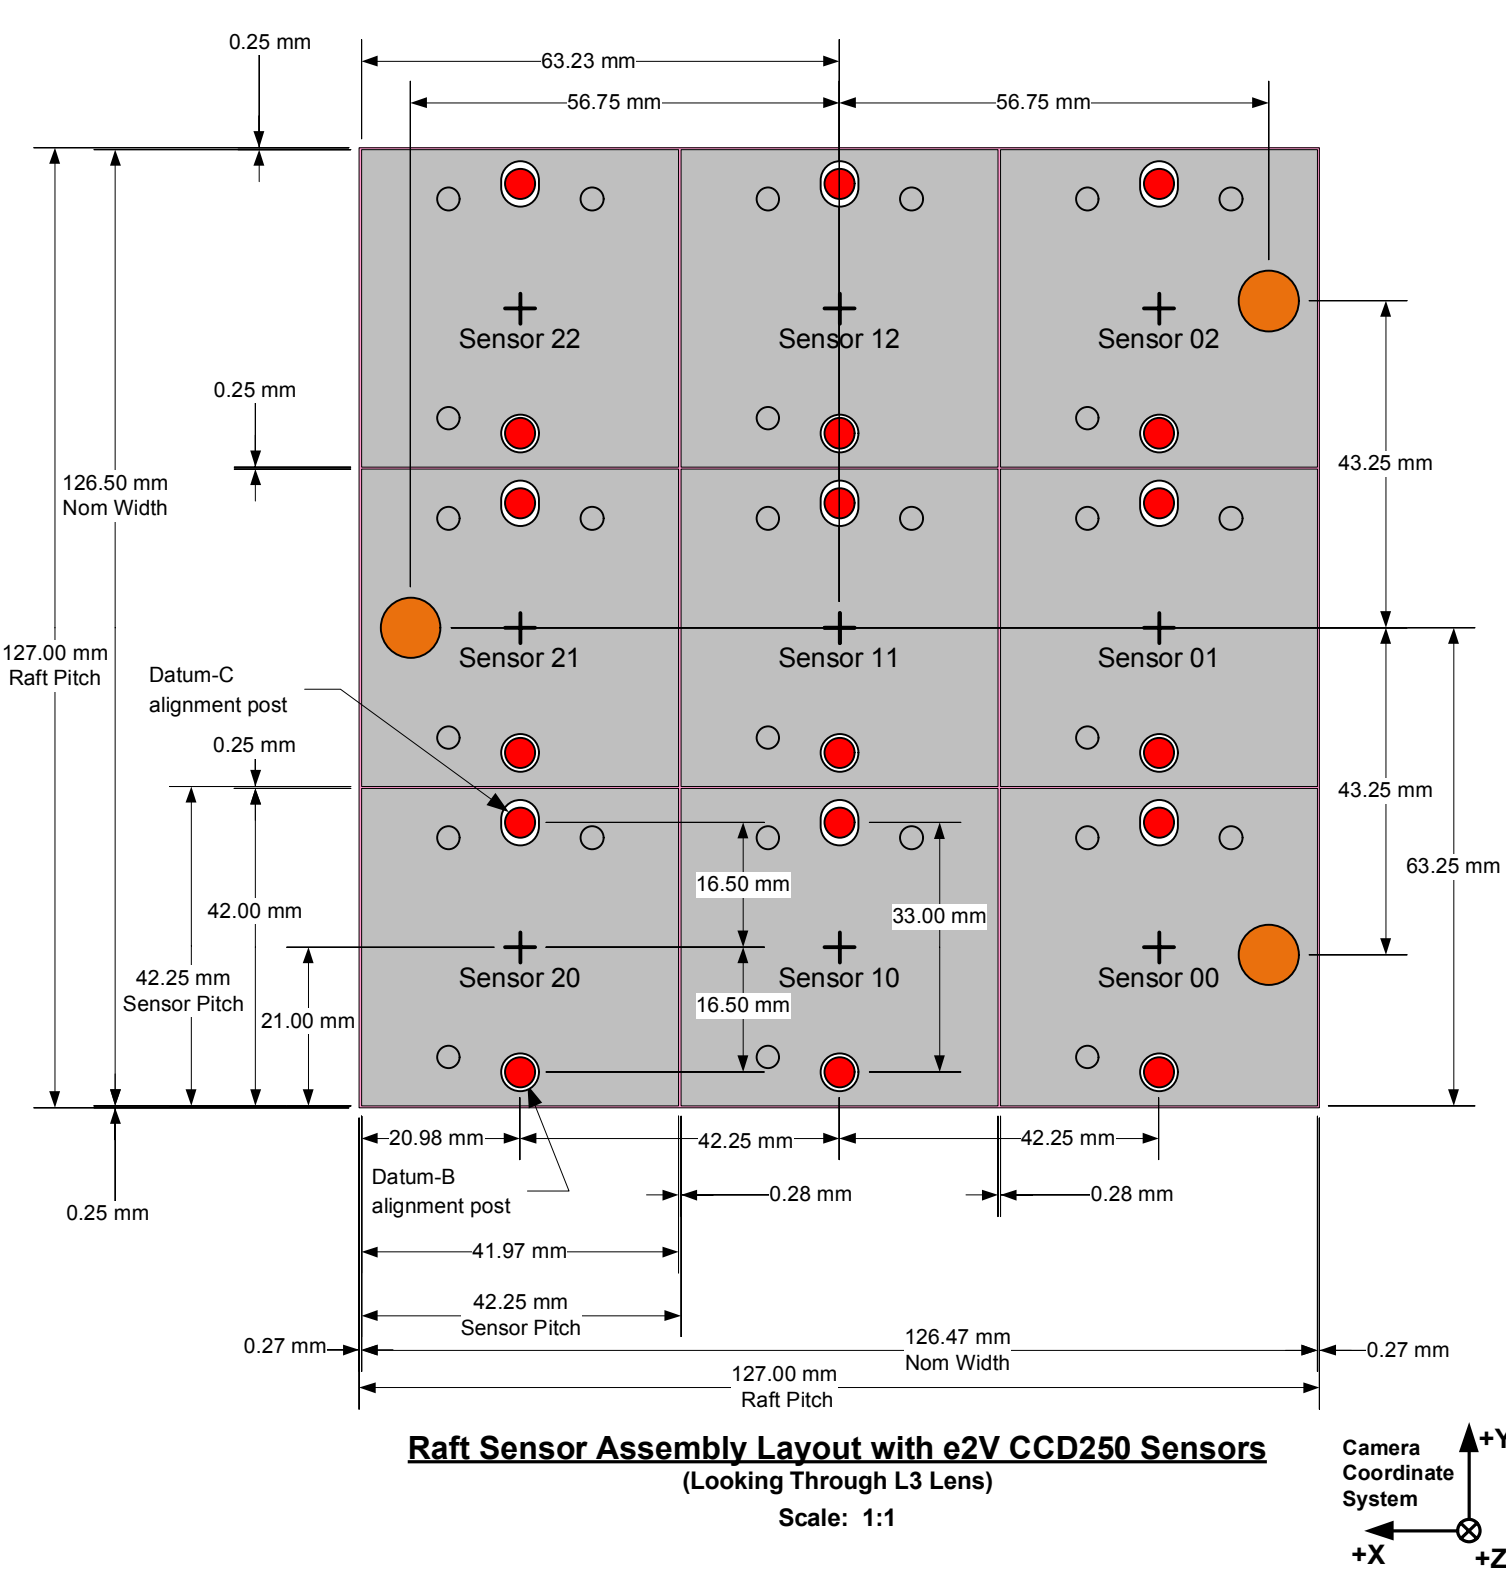 0.25 mm
63.23 mm
56.75 mm
56.75 mm
Sensor 22
Sensor 12
Sensor 02
0.25 mm
43.25 mm
126.50 mm
Nom Width
127.00 mm
Raft Pitch
Sensor 21
Sensor 11
Sensor 01
Datum-C
alignment post
0.25 mm
43.25 mm
63.25 mm
16.50 mm
42.00 mm
33.00 mm
42.25 mm
Sensor Pitch
Sensor 20
Sensor 10
Sensor 00
16.50 mm
21.00 mm
20.98 mm
42.25 mm
42.25 mm
Datum-B
alignment post
0.28 mm
0.28 mm
0.25 mm
41.97 mm
42.25 mm
Sensor Pitch
0.27 mm
126.47 mm
Nom Width
0.27 mm
127.00 mm
Raft Pitch
Raft Sensor Assembly Layout with e2V CCD250 Sensors
(Looking Through L3 Lens)
Scale: 1:1
Camera
Coordinate
System
+Y
+X
+Z